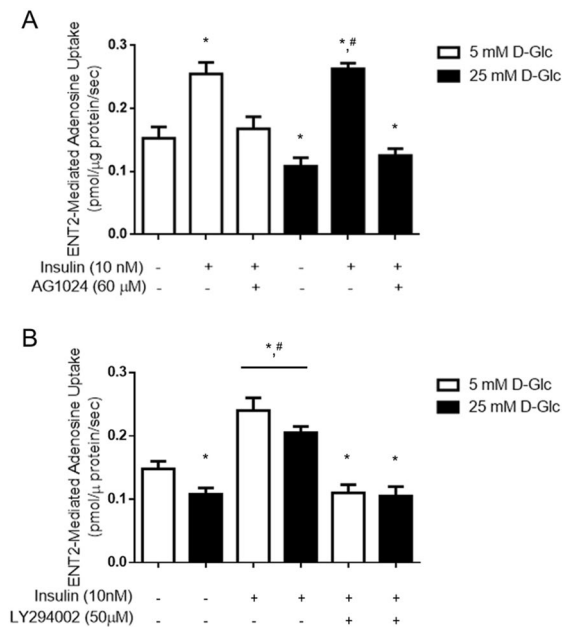 A
ENT2-Mediated Adenosine Uptake
(pmol/µg protein/sec)
0.3
0.2
0.1
0.0
*
*,#
*
*
5 mM D-Glc
25 mM D-Glc
Insulin (10 nM) - + + - + +
AG1024 (60 µM) - - + - - +
B
ENT2-Mediated Adenosine Uptake
(pmol/µ protein/sec)
0.3
0.2
0.1
0.0
*,#
*
*
*
5 mM D-Glc
25 mM D-Glc
Insulin (10nM) - - + + + +
LY294002 (50µM) - - - - + +